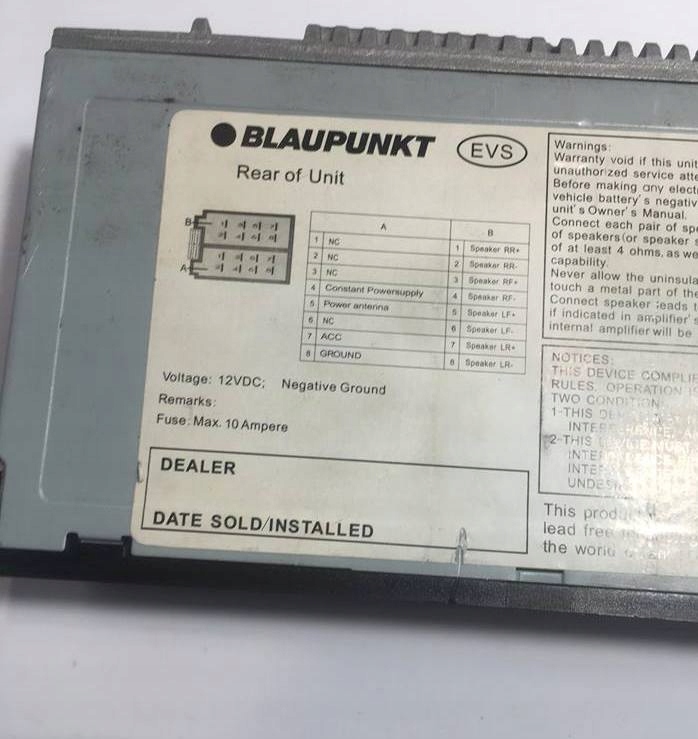 BLAUPUNKT EVS
Rear of Unit
B
A
A B
1 NC 1 Speaker RR+
2 NC 2 Speaker RR-
3 NC 3 Speaker RF+
4 Constant Powersupply 4 Speaker RF-
5 Power antenna 5 Speaker LF+
6 NC 6 Speaker LF-
7 ACC 7 Speaker LR+
8 GROUND 8 Speaker LR-
Voltage: 12VDC; Negative Ground
Remarks:
Fuse: Max. 10 Ampere
DEALER
DATE SOLD/INSTALLED
Warnings:
Warranty void if this unit
unauthorized service atte
Before making any elect
vehicle battery's negativ
unit's Owner's Manual.
Connect each pair of sp
of speakers(or speaker
of at least 4 ohms, as we
capability.
Never allow the uninsula
touch a metal part of the
Connect speaker leads t
if indicated in amplifier's
internal amplifier will be
NOTICES:
THIS DEVICE COMPLIE
RULES. OPERATION IS
TWO CONDITION
1-THIS DE
INTER
2-THIS
INTE
INTE
UNDES
This produ
lead free
the world